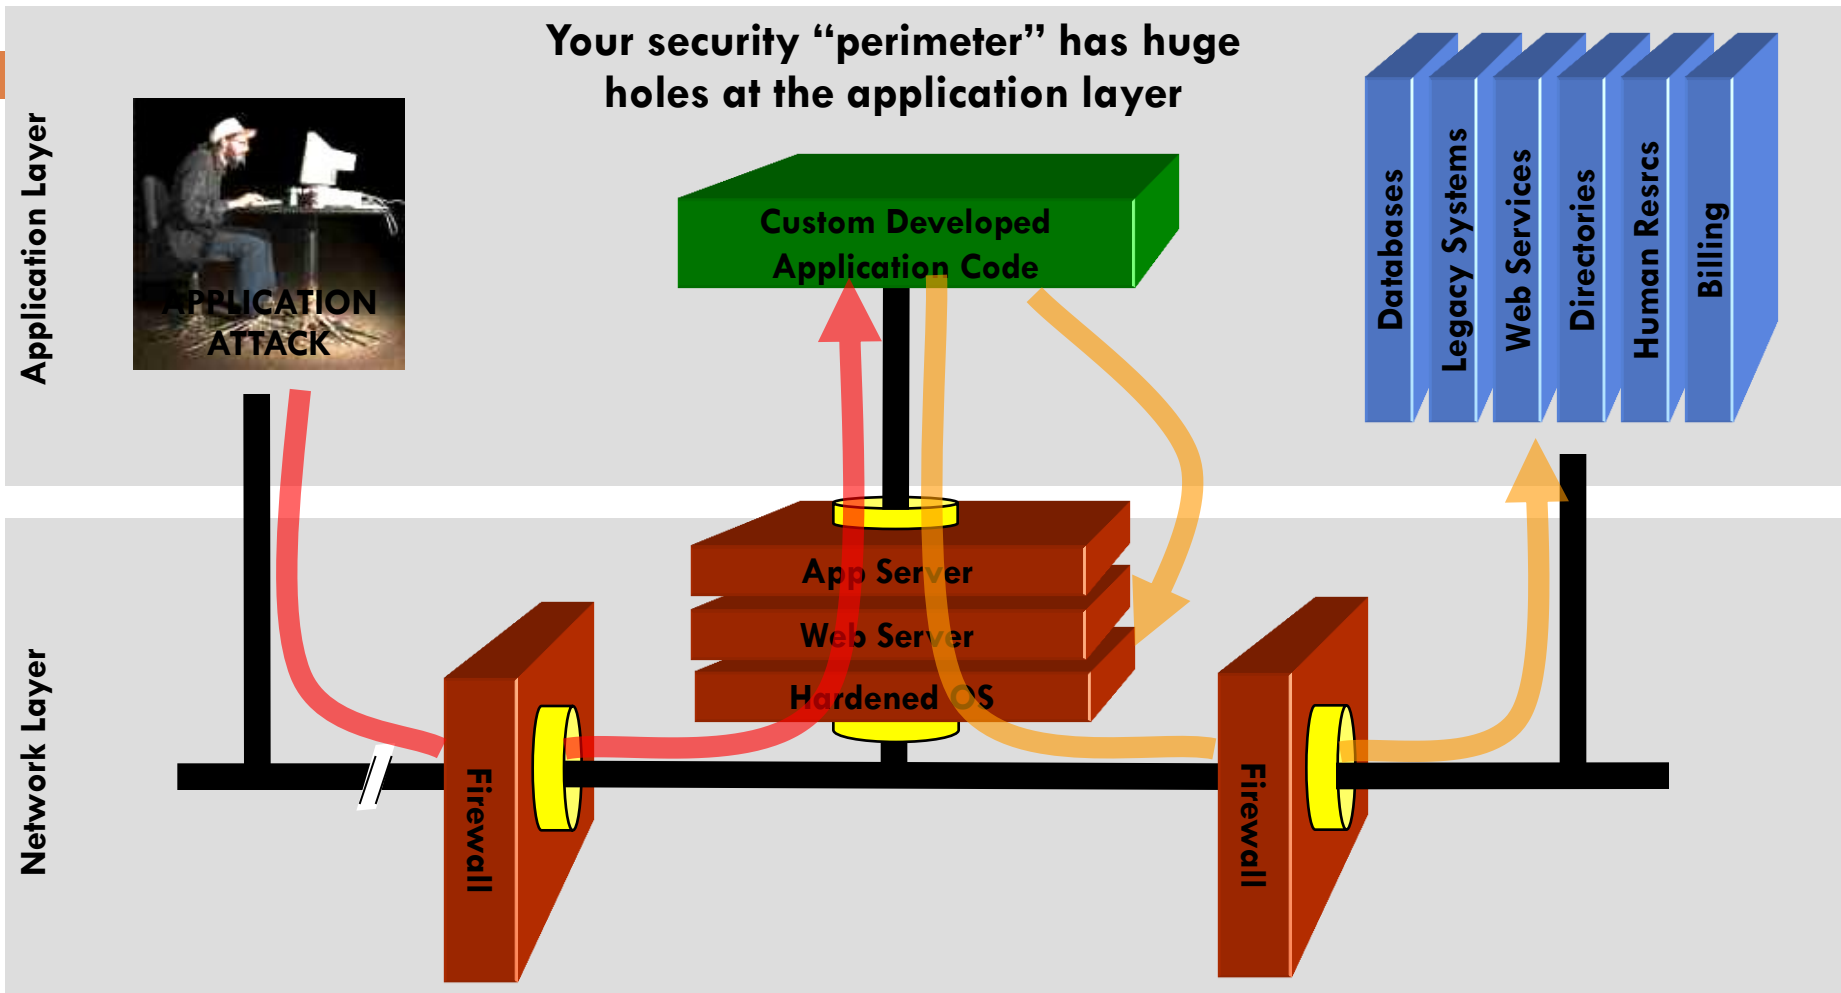 Your security “perimeter” has huge
holes at the application layer
Application Layer
APPLICATION
ATTACK
Custom Developed
Application Code
Databases
Legacy Systems
Web Services
Directories
Human Resrcs
Billing
Network Layer
Firewall
App Server
Web Server
Hardened OS
Firewall